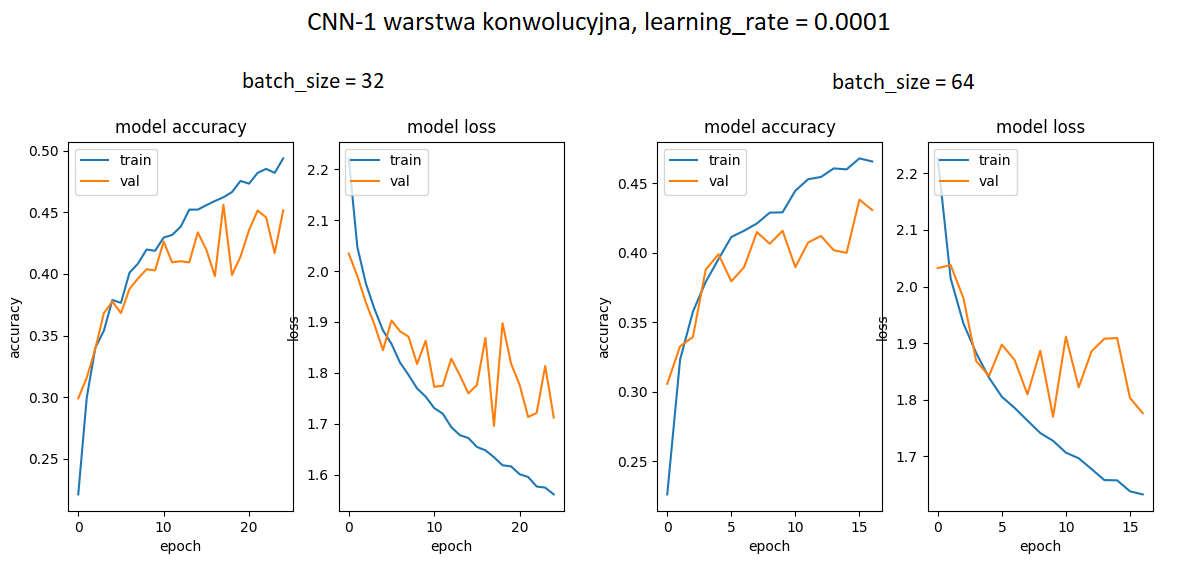 CNN-1 warstwa konwolucyjna, learning_rate = 0.0001
batch_size = 32
batch_size = 64
model accuracy
train
val
0.50
0.45
0.40
0.35
0.30
0.25
accuracy
0
10
20
epoch
model loss
train
val
2.2
2.1
2.0
1.9
1.8
1.7
1.6
loss
0
10
20
epoch
model accuracy
train
val
0.45
0.40
0.35
0.30
0.25
accuracy
0
5
10
15
epoch
model loss
train
val
2.2
2.1
2.0
1.9
1.8
1.7
loss
0
5
10
15
epoch